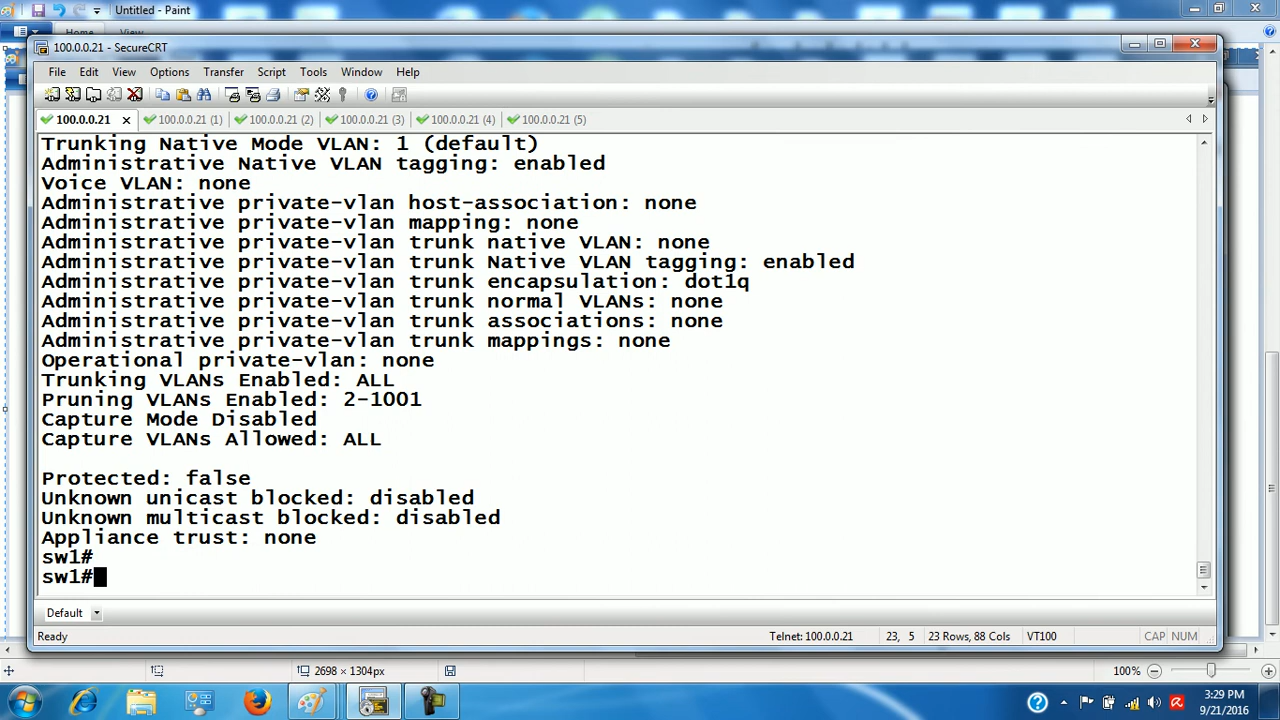 Untitled - Paint
Home View
100.0.0.21 - SecureCRT
File Edit View Options Transfer Script Tools Window Help
100.0.0.21 100.0.0.21 (1) 100.0.0.21 (2) 100.0.0.21 (3) 100.0.0.21 (4) 100.0.0.21 (5)
Trunking Native Mode VLAN: 1 (default)
Administrative Native VLAN tagging: enabled
Voice VLAN: none
Administrative private-vlan host-association: none
Administrative private-vlan mapping: none
Administrative private-vlan trunk native VLAN: none
Administrative private-vlan trunk Native VLAN tagging: enabled
Administrative private-vlan trunk encapsulation: dot1q
Administrative private-vlan trunk normal VLANs: none
Administrative private-vlan trunk associations: none
Administrative private-vlan trunk mappings: none
Operational private-vlan: none
Trunking VLANs Enabled: ALL
Pruning VLANs Enabled: 2-1001
Capture Mode Disabled
Capture VLANs Allowed: ALL
Protected: false
Unknown unicast blocked: disabled
Unknown multicast blocked: disabled
Appliance trust: none
sw1#
sw1#
Default
Ready Telnet: 100.0.0.21 23, 5 23 Rows, 88 Cols VT100 CAP NUM
2698 × 1304px 100%
3:29 PM
9/21/2016